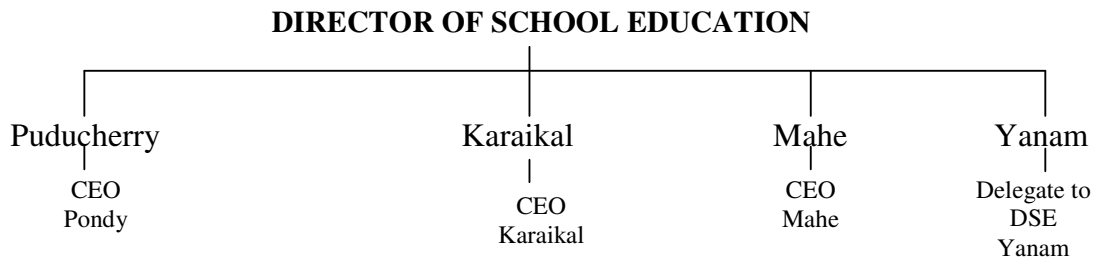 DIRECTOR OF SCHOOL EDUCATION
Puducherry
Karaikal
Mahe
Yanam
CEO
Pondy
CEO
Karaikal
CEO
Mahe
Delegate to
DSE
Yanam